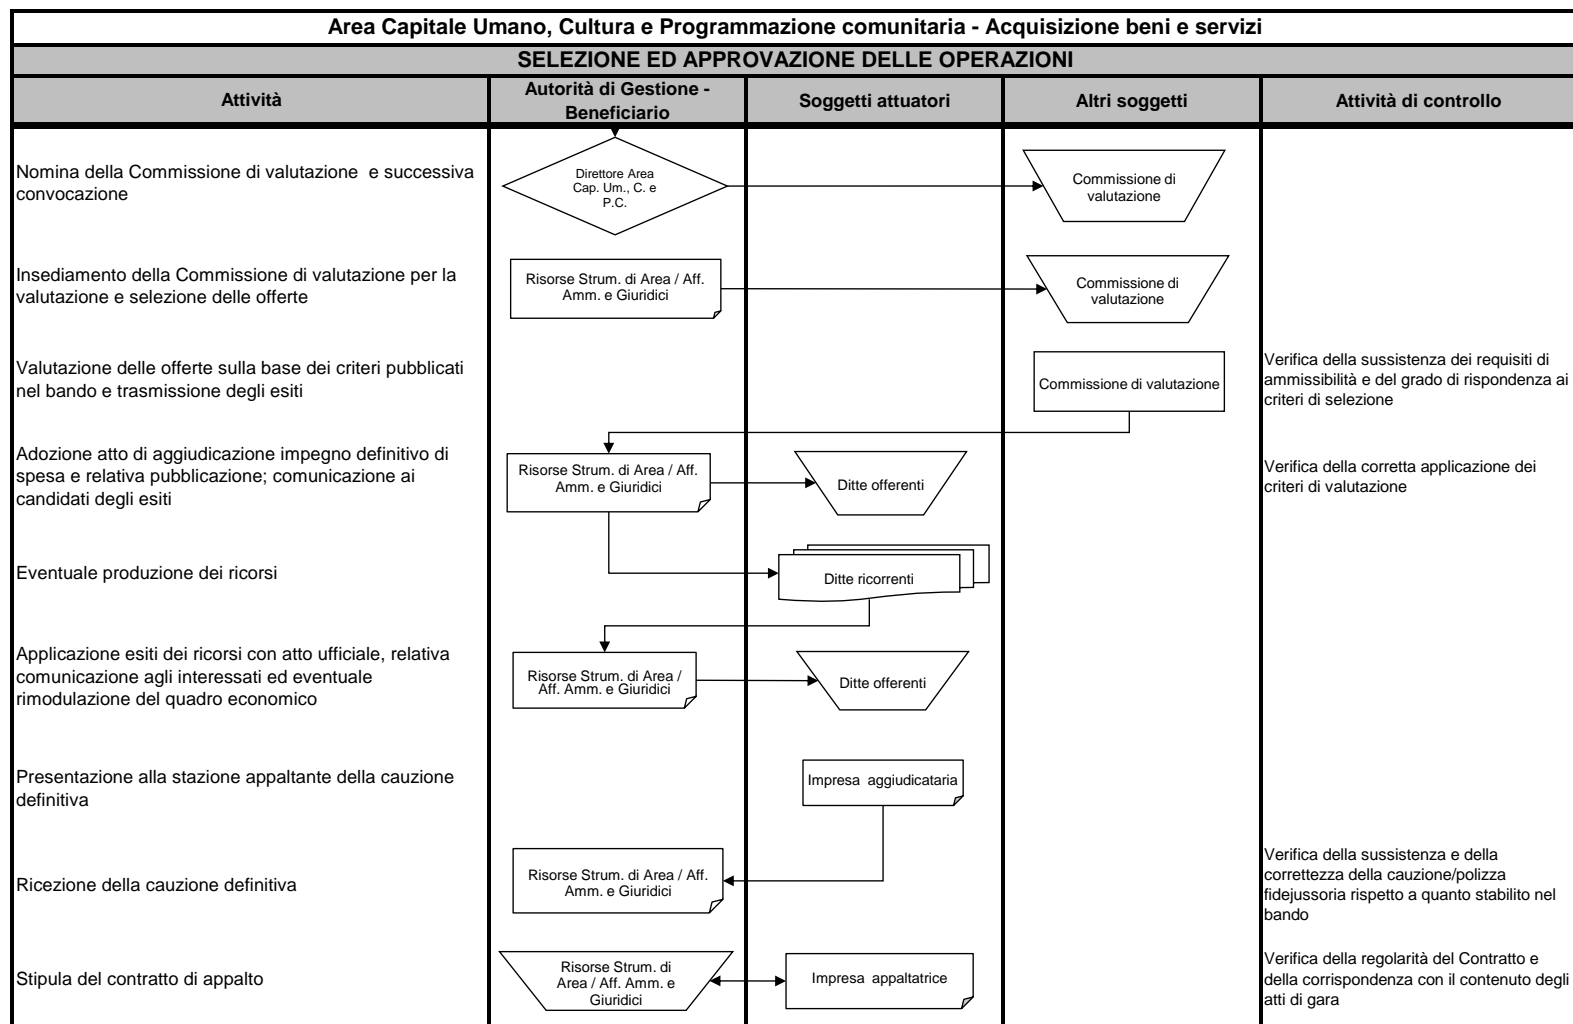 Area Capitale Umano, Cultura e Programmazione comunitaria - Acquisizione beni e servizi
SELEZIONE ED APPROVAZIONE DELLE OPERAZIONI
Attività
Autorità di Gestione -
Beneficiario
Soggetti attuatori
Altri soggetti
Attività di controllo
Nomina della Commissione di valutazione e successiva
convocazione
Direttore Area
Cap. Um., C. e
P.C.
Commissione di
valutazione
Insediamento della Commissione di valutazione per la
valutazione e selezione delle offerte
Risorse Strum. di Area / Aff.
Amm. e Giuridici
Commissione di
valutazione
Valutazione delle offerte sulla base dei criteri pubblicati
nel bando e trasmissione degli esiti
Commissione di valutazione
Verifica della sussistenza dei requisiti di
ammissibilità e del grado di rispondenza ai
criteri di selezione
Adozione atto di aggiudicazione impegno definitivo di
spesa e relativa pubblicazione; comunicazione ai
candidati degli esiti
Risorse Strum. di Area / Aff.
Amm. e Giuridici
Ditte offerenti
Verifica della corretta applicazione dei
criteri di valutazione
Eventuale produzione dei ricorsi
Ditte ricorrenti
Applicazione esiti dei ricorsi con atto ufficiale, relativa
comunicazione agli interessati ed eventuale
rimodulazione del quadro economico
Risorse Strum. di Area /
Aff. Amm. e Giuridici
Ditte offerenti
Presentazione alla stazione appaltante della cauzione
definitiva
Impresa aggiudicataria
Ricezione della cauzione definitiva
Risorse Strum. di Area / Aff.
Amm. e Giuridici
Verifica della sussistenza e della
correttezza della cauzione/polizza
fidejussoria rispetto a quanto stabilito nel
bando
Stipula del contratto di appalto
Risorse Strum. di
Area / Aff. Amm. e
Giuridici
Impresa appaltatrice
Verifica della regolarità del Contratto e
della corrispondenza con il contenuto degli
atti di gara